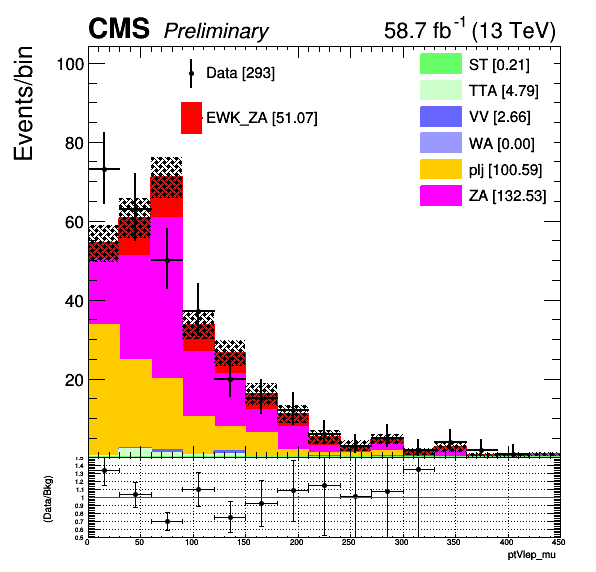 CMS Preliminary 58.7 fb⁻¹ (13 TeV)
Events/bin
100
80
60
40
20
Data [293]
EWK_ZA [51.07]
ST [0.21]
TTA [4.79]
VV [2.66]
WA [0.00]
plj [100.59]
ZA [132.53]
(Data/Bkg)
1.5
1.4
1.3
1.2
1.1
1
0.9
0.8
0.7
0.6
0.5
0 50 100 150 200 250 300 350 400 450
ptVlep_mu